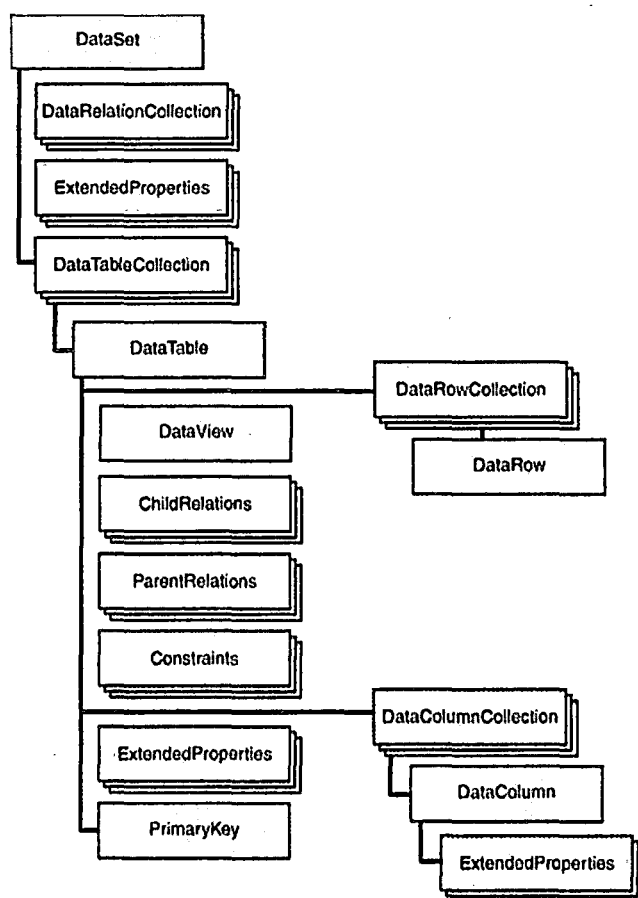 DataSet
DataRelationCollection
ExtendedProperties
DataTableCollection
DataTable
DataRowCollection
DataView
DataRow
ChildRelations
ParentRelations
Constraints
DataColumnCollection
ExtendedProperties
DataColumn
PrimaryKey
ExtendedProperties